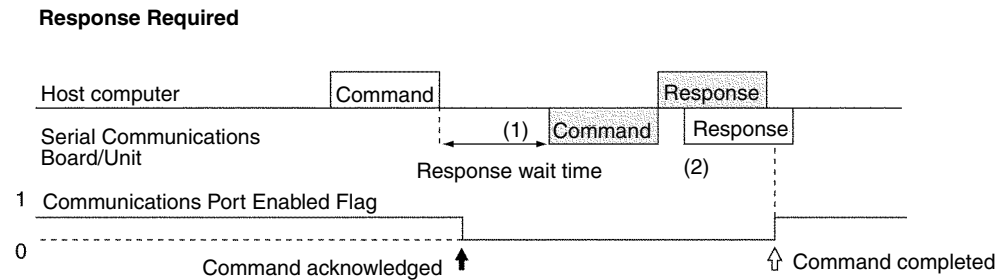 Response Required
Host computer
Command
Response
Serial Communications
Board/Unit
(1)
Command
Response
Response wait time
(2)
1
Communications Port Enabled Flag
0
Command acknowledged
Command completed